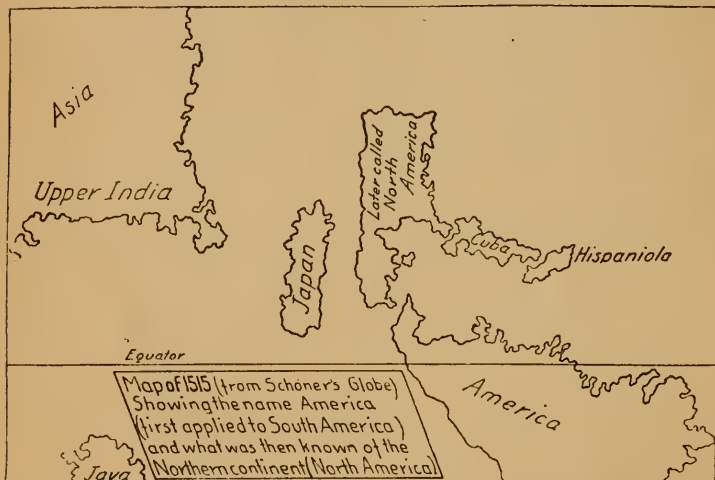 Asia
Upper India
Japan
Later called
North
America
Cuba
Hispaniola
Equator
America
Java
Map of 1515 (from Schöner's Globe)
Showing the name America
(first applied to South America)
and what was then known of the
Northern continent (North America)